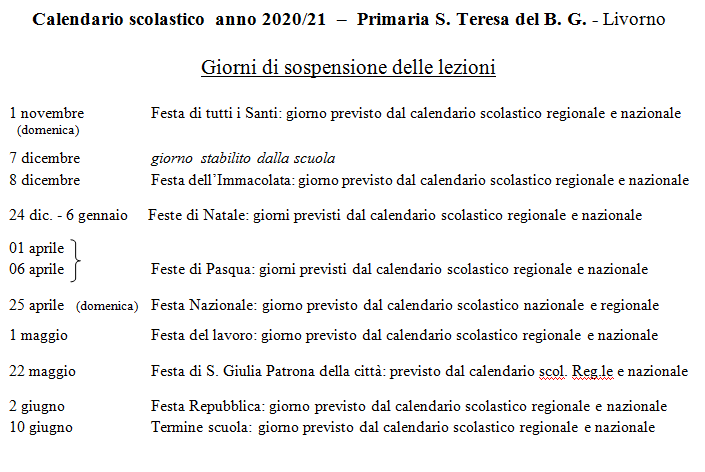 Calendario scolastico anno 2020/21 – Primaria S. Teresa del B. G. - Livorno
Giorni di sospensione delle lezioni
1 novembre Festa di tutti i Santi: giorno previsto dal calendario scolastico regionale e nazionale
(domenica)
7 dicembre giorno stabilito dalla scuola
8 dicembre Festa dell'Immacolata: giorno previsto dal calendario scolastico regionale e nazionale
24 dic. - 6 gennaio Feste di Natale: giorni previsti dal calendario scolastico regionale e nazionale
01 aprile
06 aprile Feste di Pasqua: giorni previsti dal calendario scolastico regionale e nazionale
25 aprile (domenica) Festa Nazionale: giorno previsto dal calendario scolastico nazionale e regionale
1 maggio Festa del lavoro: giorno previsto dal calendario scolastico regionale e nazionale
22 maggio Festa di S. Giulia Patrona della città: previsto dal calendario scol. Reg.le e nazionale
2 giugno Festa Repubblica: giorno previsto dal calendario scolastico regionale e nazionale
10 giugno Termine scuola: giorno previsto dal calendario scolastico regionale e nazionale